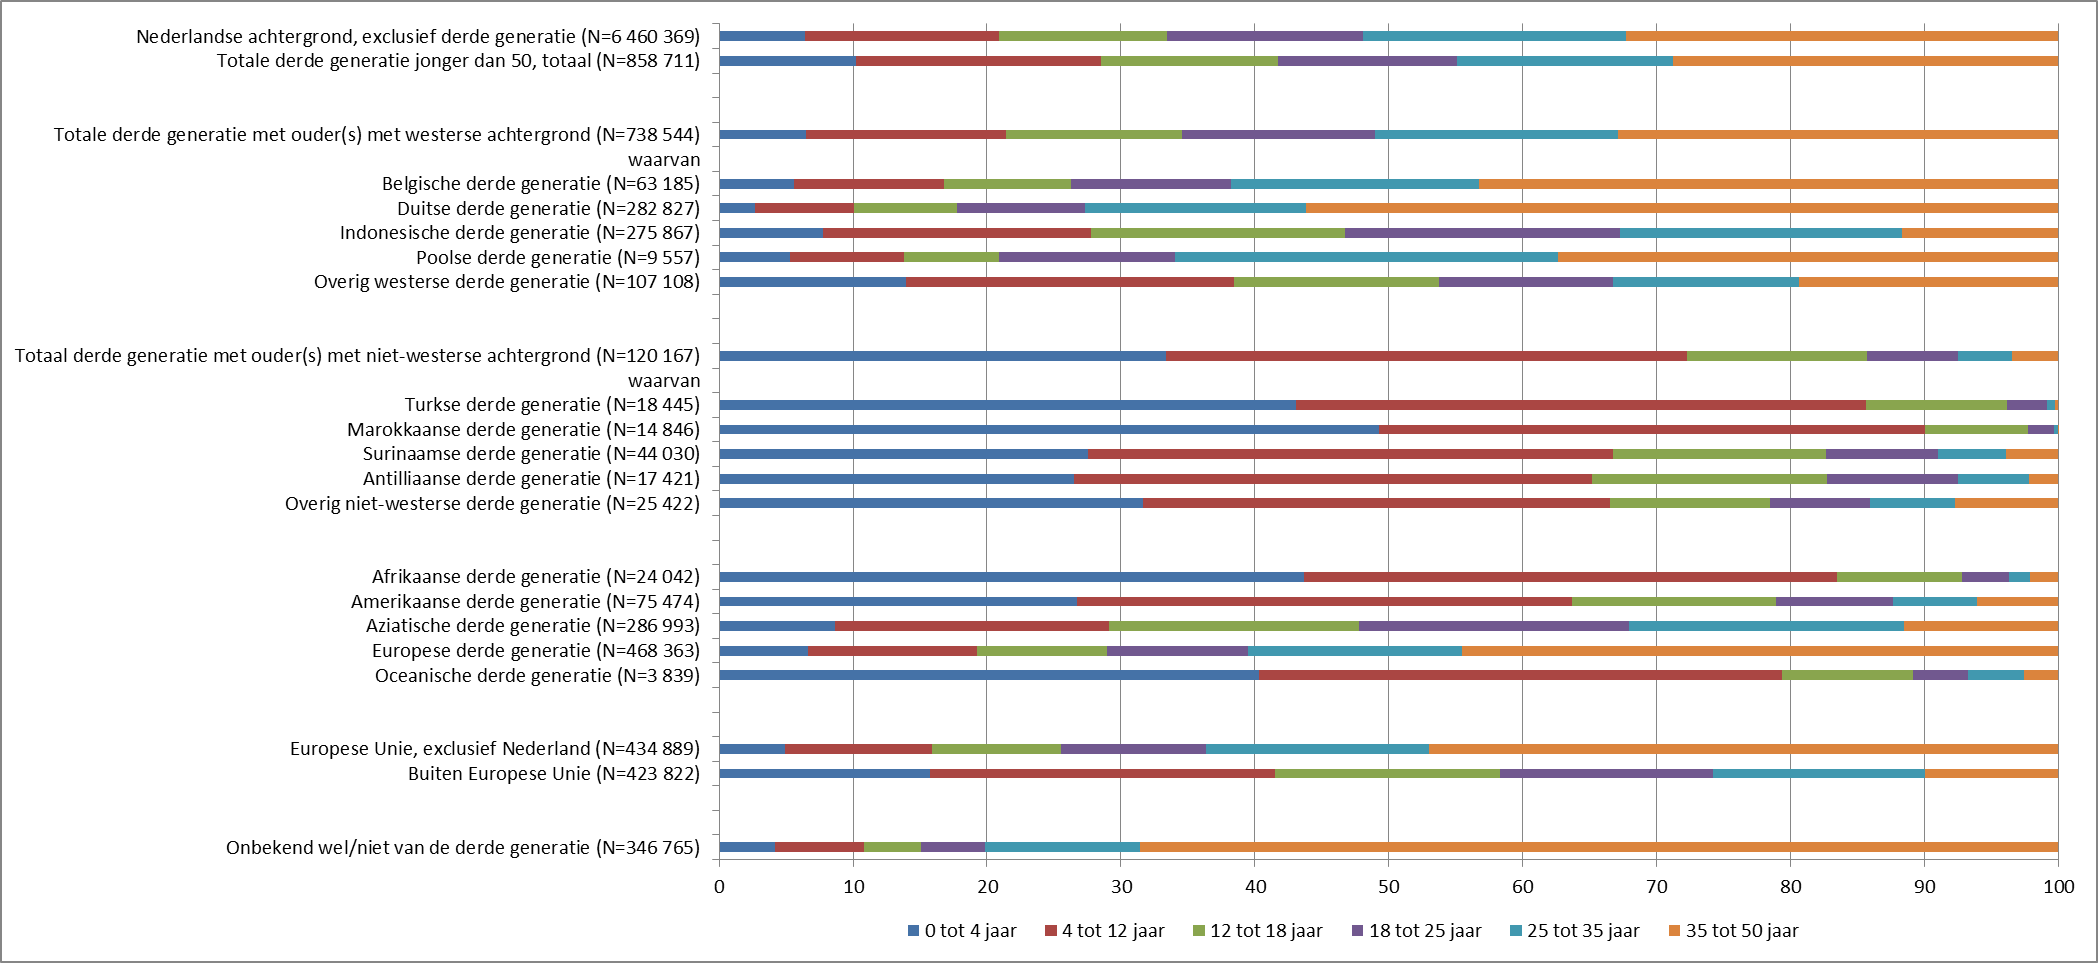 Nederlandse achtergrond, exclusief derde generatie (N=6 460 369)
Totale derde generatie jonger dan 50, totaal (N=858 711)
Totale derde generatie met ouder(s) met westerse achtergrond (N=738 544)
waarvan
Belgische derde generatie (N=63 185)
Duitse derde generatie (N=282 827)
Indonesische derde generatie (N=275 867)
Poolse derde generatie (N=9 557)
Overig westerse derde generatie (N=107 108)
Totaal derde generatie met ouder(s) met niet-westerse achtergrond (N=120 167)
waarvan
Turkse derde generatie (N=18 445)
Marokkaanse derde generatie (N=14 846)
Surinaamse derde generatie (N=44 030)
Antilliaanse derde generatie (N=17 421)
Overig niet-westerse derde generatie (N=25 422)
Afrikaanse derde generatie (N=24 042)
Amerikaanse derde generatie (N=75 474)
Aziatische derde generatie (N=286 993)
Europese derde generatie (N=468 363)
Oceanische derde generatie (N=3 839)
Europese Unie, exclusief Nederland (N=434 889)
Buiten Europese Unie (N=423 822)
Onbekend wel/niet van de derde generatie (N=346 765)
0 10 20 30 40 50 60 70 80 90 100
0 tot 4 jaar 4 tot 12 jaar 12 tot 18 jaar 18 tot 25 jaar 25 tot 35 jaar 35 tot 50 jaar